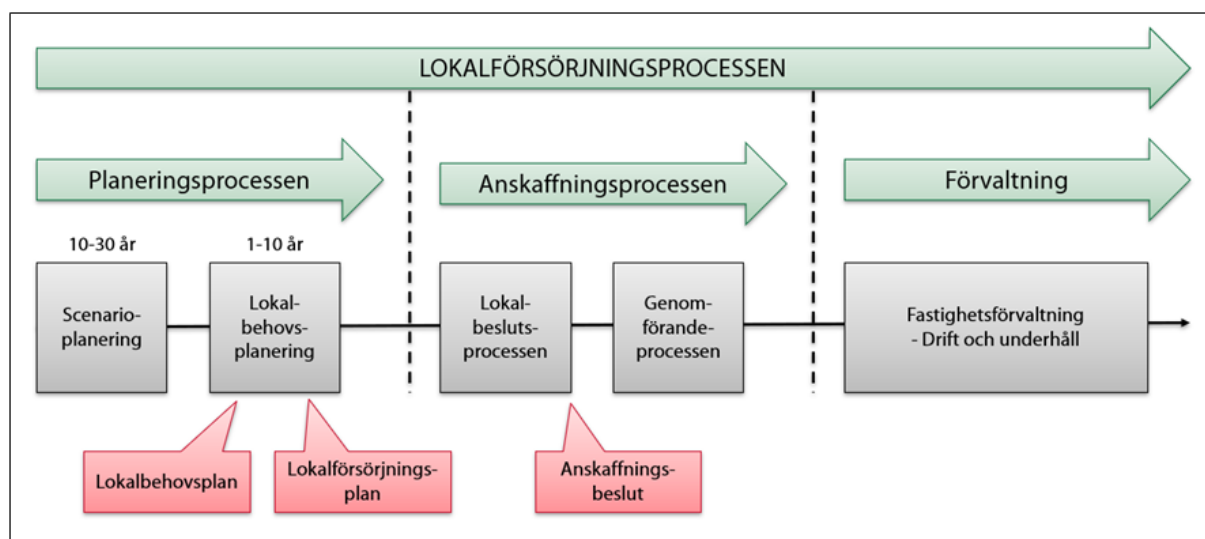 LOKALFÖRSÖRJNINGSPROCESSEN
Planeringsprocessen
Anskaffningsprocessen
Förvaltning
10-30 år
1-10 år
Scenario-
planering
Lokal-
behovs-
planering
Lokal-
besluts-
processen
Genom-
förande-
processen
Fastighetsförvaltning
- Drift och underhåll
Lokalbehovsplan
Lokalförsörjnings-
plan
Anskaffnings-
beslut